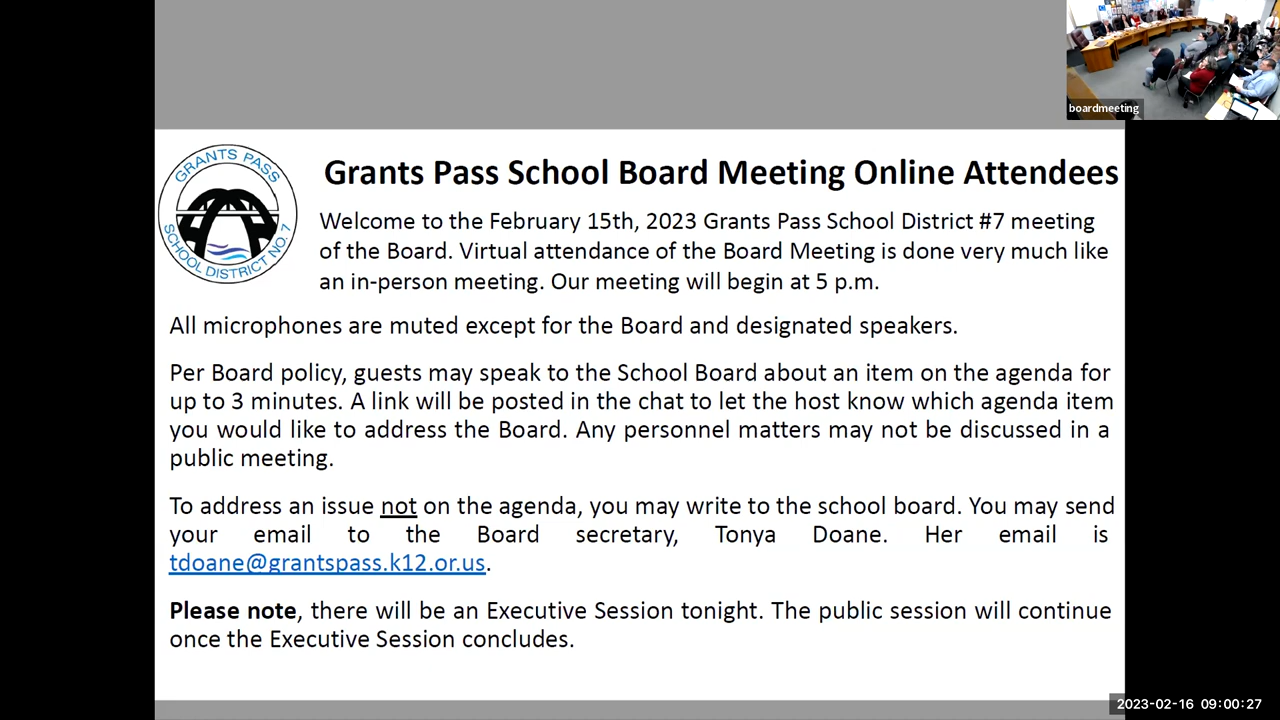 boardmeeting
GRANTS PASS
SCHOOL DISTRICT NO. 7
Grants Pass School Board Meeting Online Attendees
Welcome to the February 15th, 2023 Grants Pass School District #7 meeting
of the Board. Virtual attendance of the Board Meeting is done very much like
an in-person meeting. Our meeting will begin at 5 p.m.
All microphones are muted except for the Board and designated speakers.
Per Board policy, guests may speak to the School Board about an item on the agenda for
up to 3 minutes. A link will be posted in the chat to let the host know which agenda item
you would like to address the Board. Any personnel matters may not be discussed in a
public meeting.
To address an issue not on the agenda, you may write to the school board. You may send
your email to the Board secretary, Tonya Doane. Her email is
tdoane@grantspass.k12.or.us.
Please note, there will be an Executive Session tonight. The public session will continue
once the Executive Session concludes.
2023-02-16 09:00:27